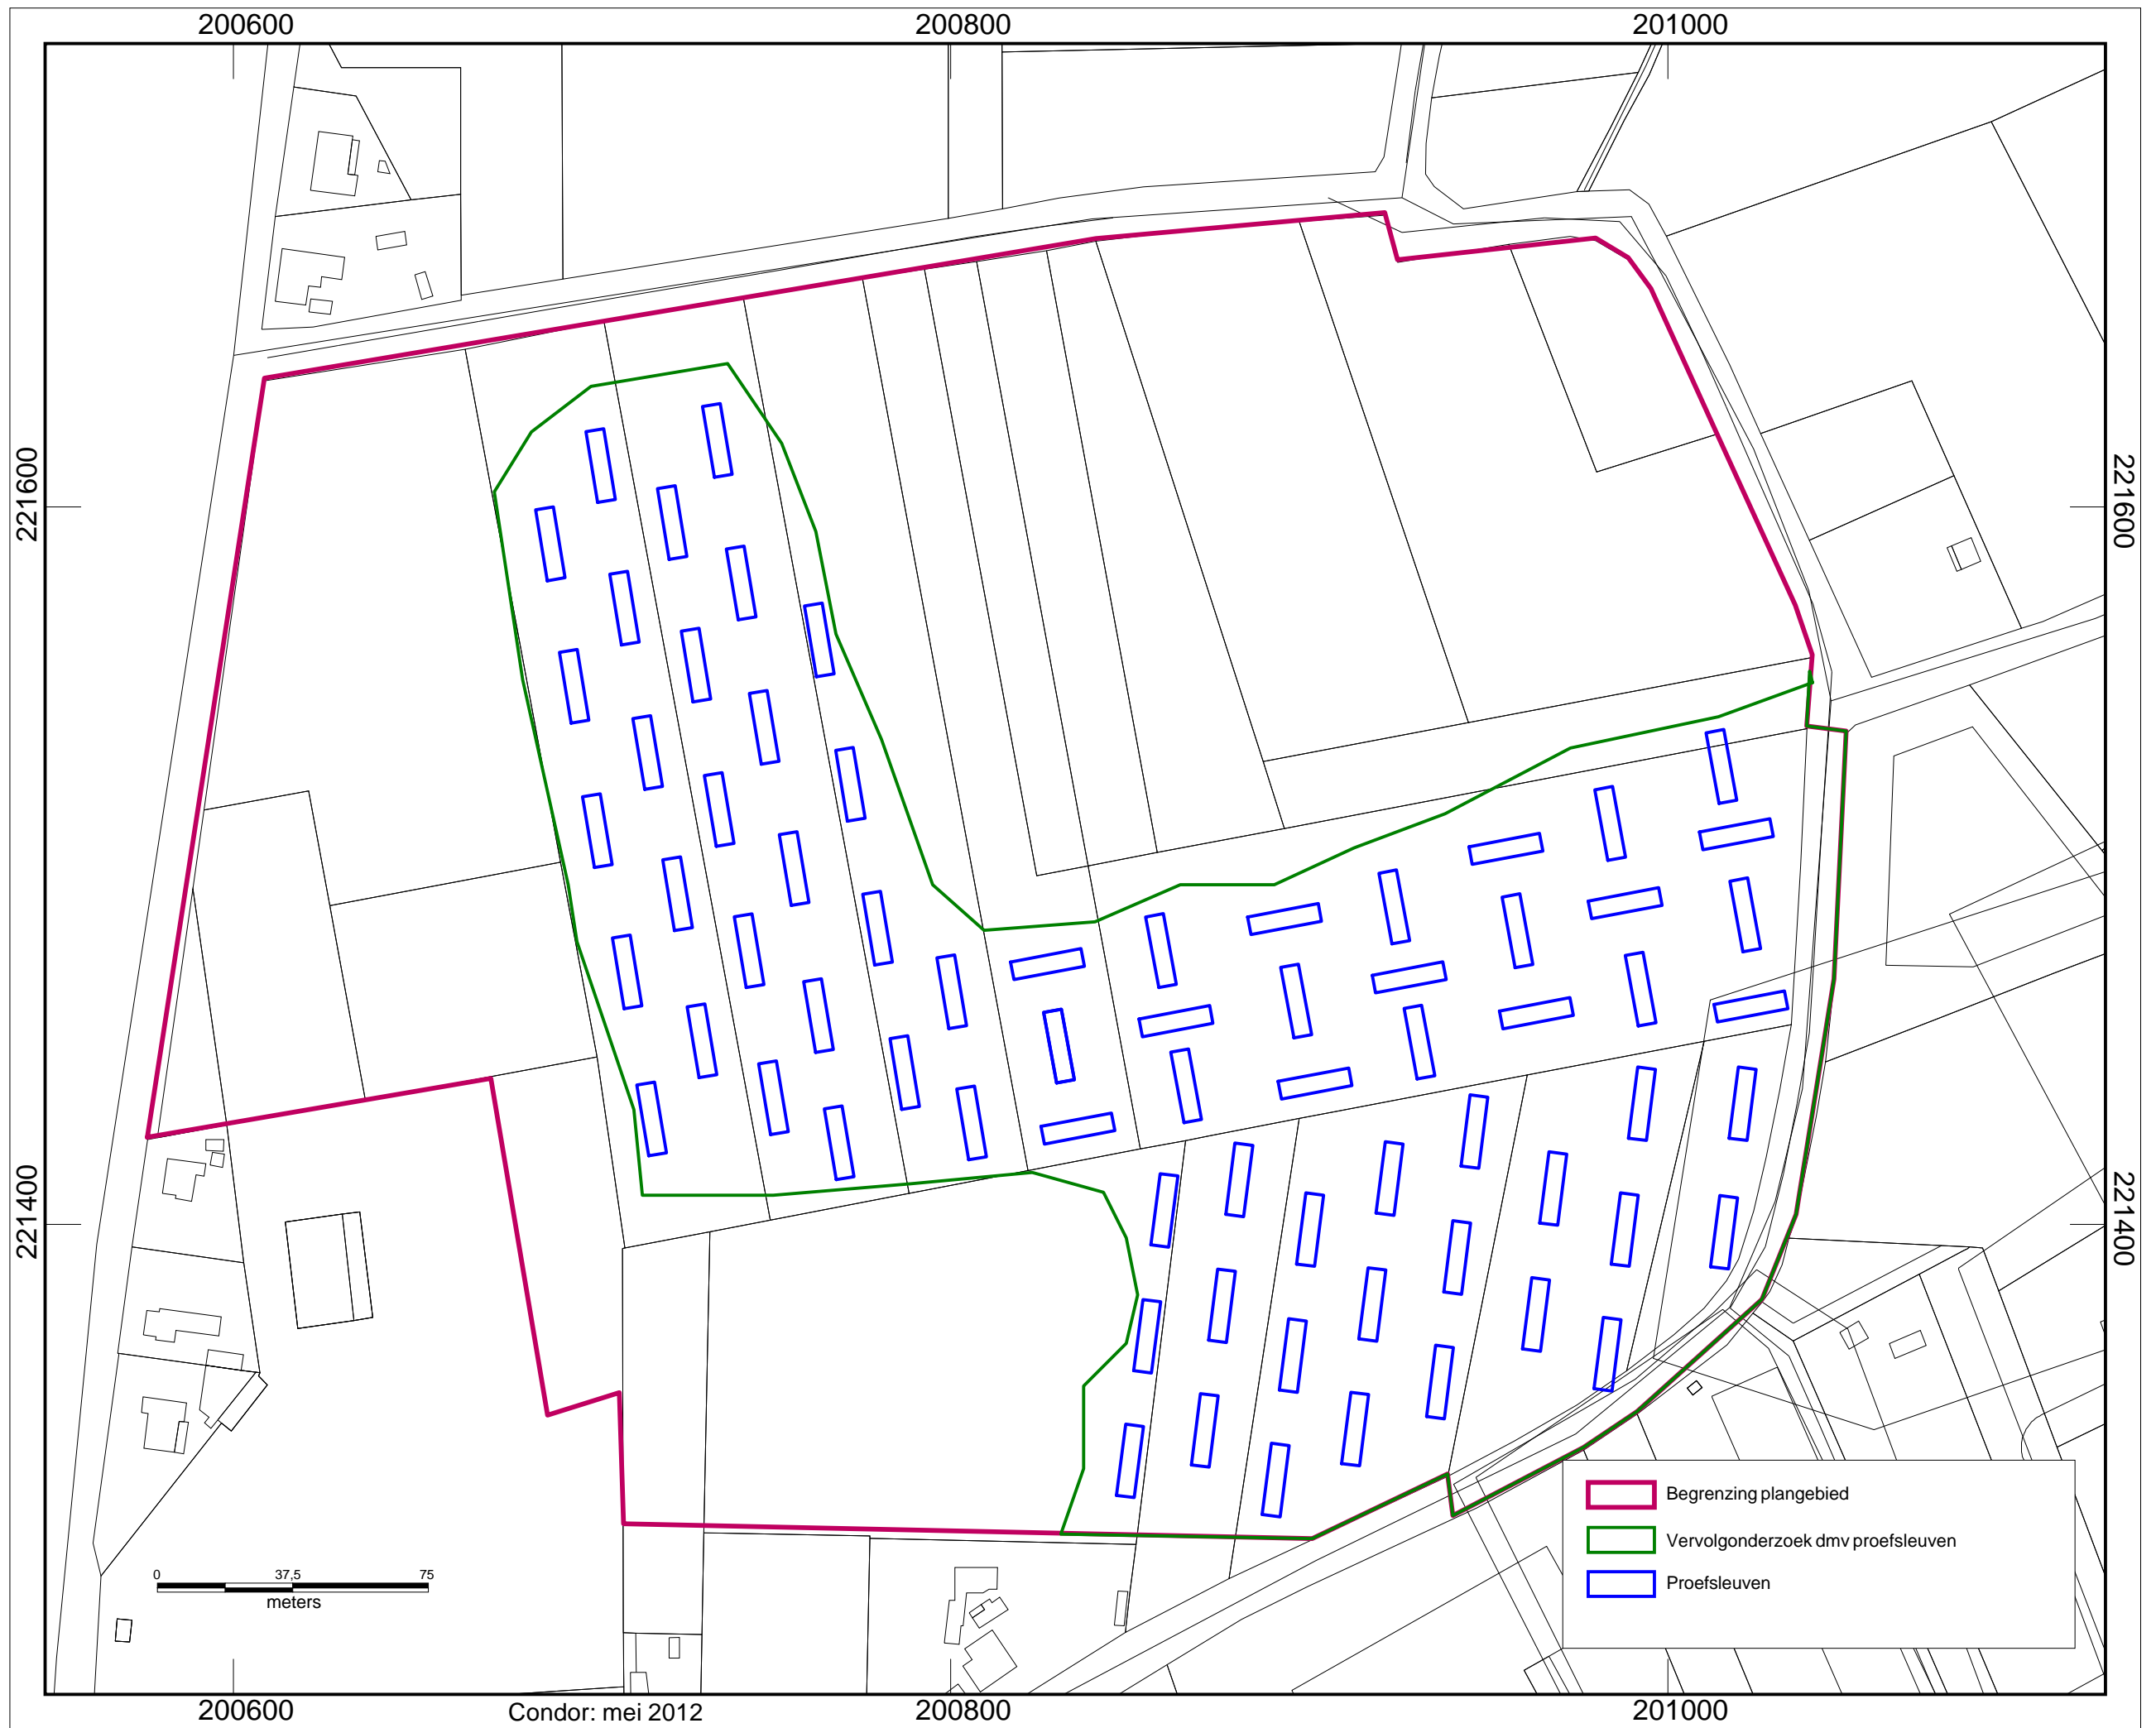 200600 200800 201000
221600 221600
221400 221400
Begrenzing plangebied
Vervolgonderzoek dmv proefsleuven
Proefsleuven
0 37,5 75
meters
200600 Condor: mei 2012 200800 201000